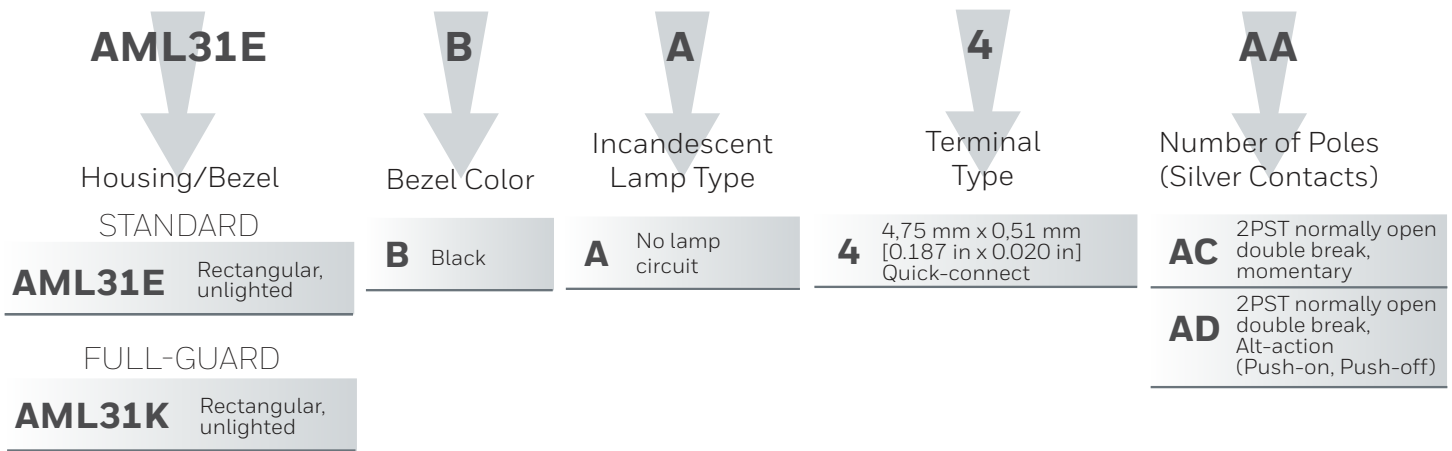 AML31E B A 4 AA
Housing/Bezel
STANDARD
AML31E Rectangular,
unlighted
FULL-GUARD
AML31K Rectangular,
unlighted
Bezel Color
B Black
Incandescent
Lamp Type
A No lamp
circuit
Terminal
Type
4 4,75 mm x 0,51 mm
[0.187 in x 0.020 in]
Quick-connect
Number of Poles
(Silver Contacts)
AC 2PST normally open
double break,
momentary
AD 2PST normally open
double break,
Alt-action
(Push-on, Push-off)